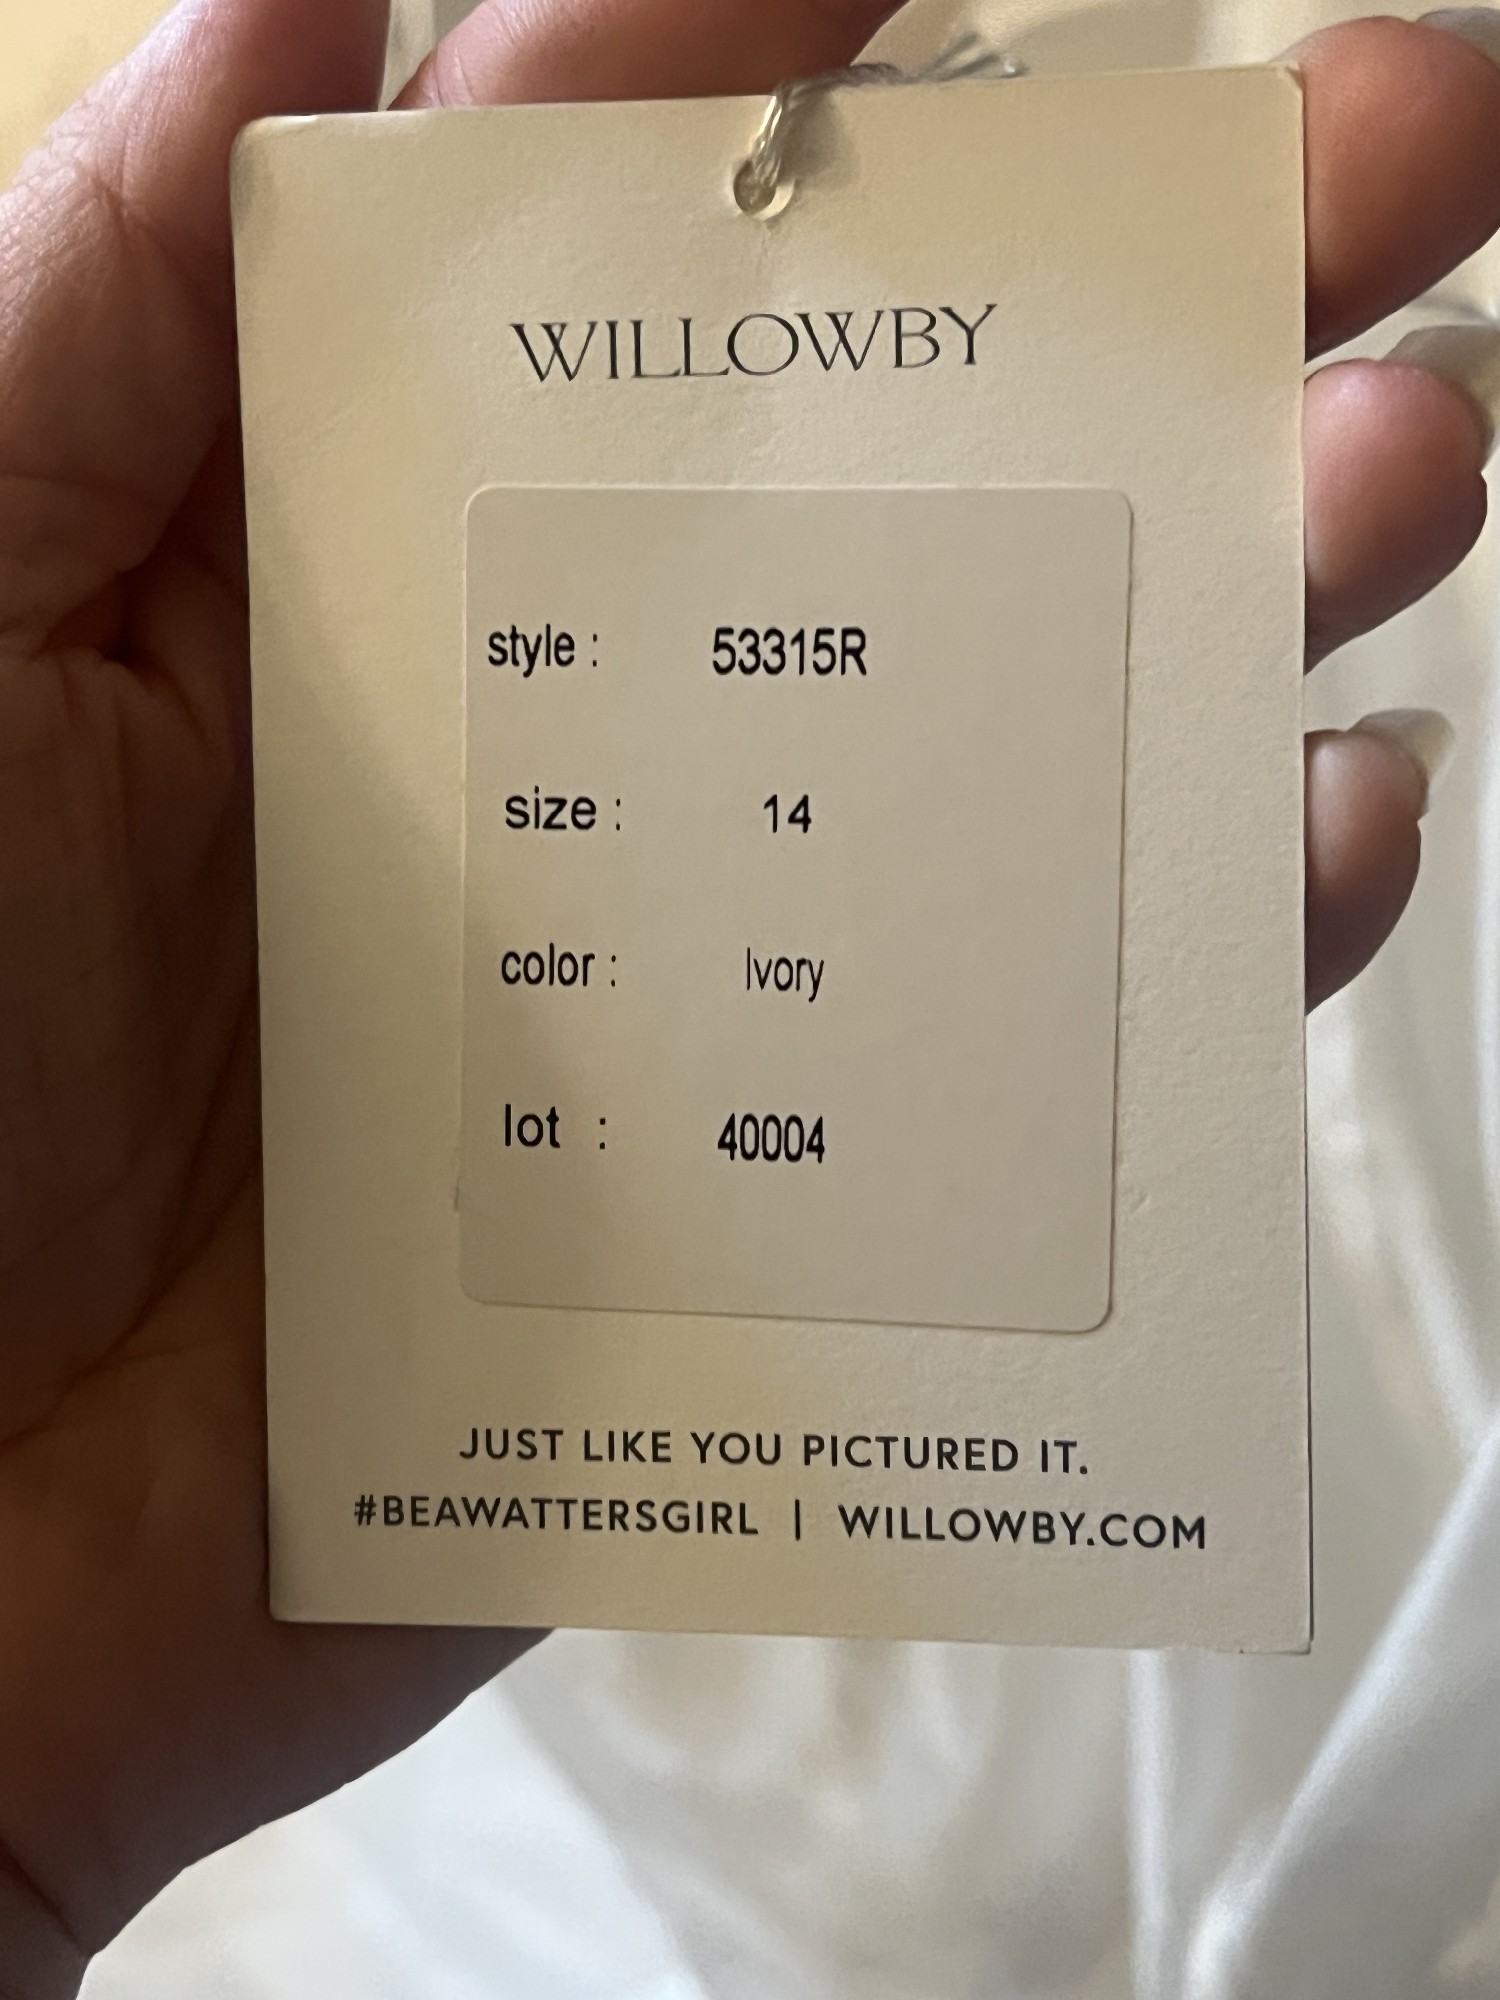 WILLOWBY
style : 53315R
size : 14
color : Ivory
lot : 40004
JUST LIKE YOU PICTURED IT.
#BEAWATTERSGIRL | WILLOWBY.COM